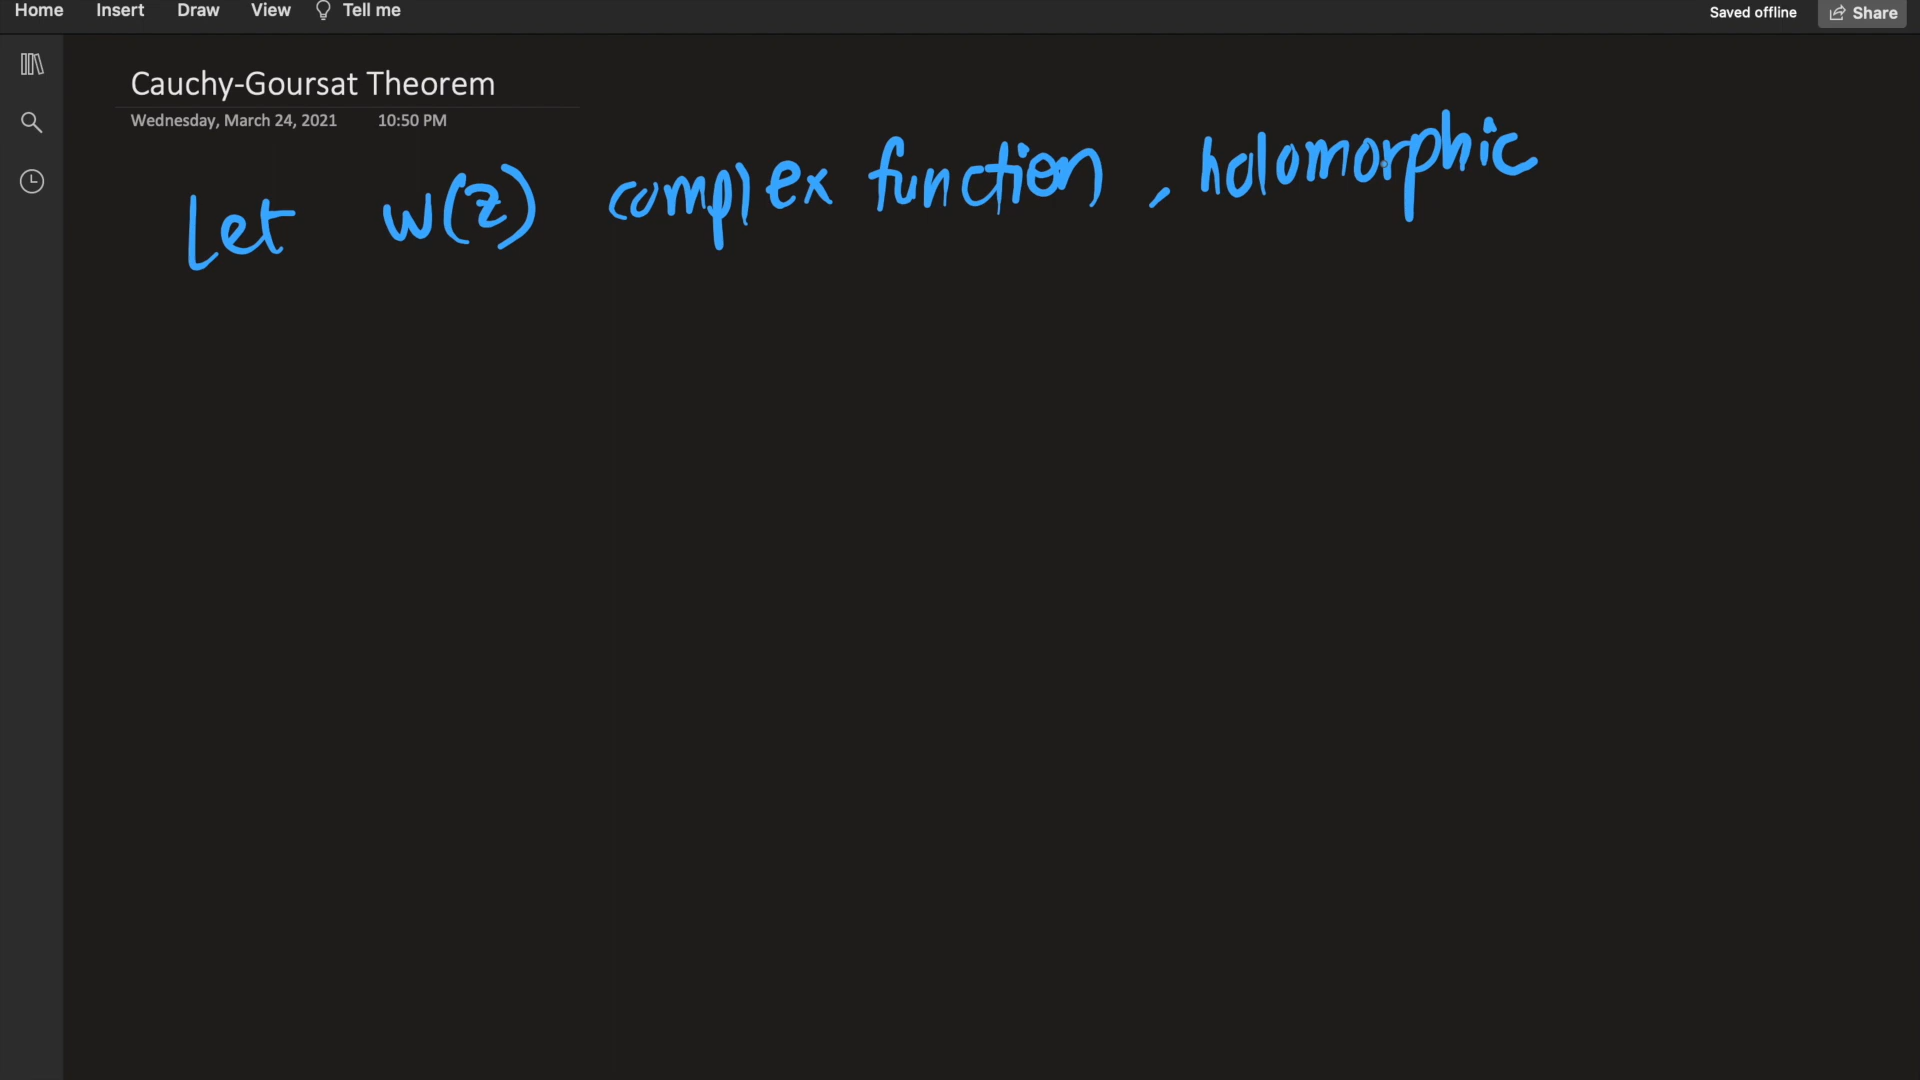 Home Insert Draw View Tell me Saved offline Share
Cauchy-Goursat Theorem
Wednesday, March 24, 2021 10:50 PM
Let w(z) complex function , holomorphic